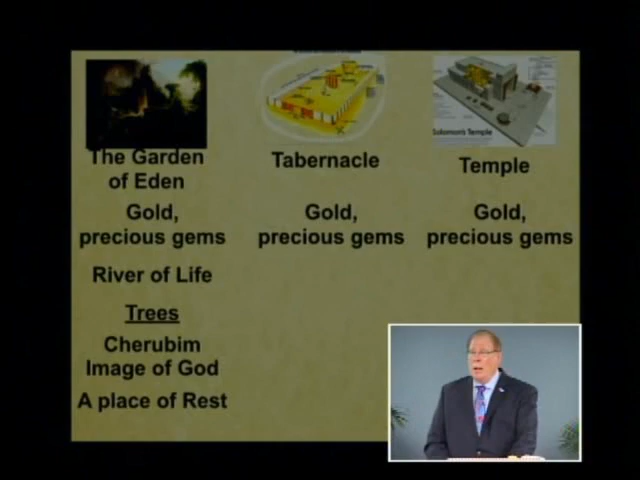 The Garden
of Eden
Tabernacle
Temple
Solomon's Temple
Gold,
precious gems
Gold,
precious gems
Gold,
precious gems
River of Life
Trees
Cherubim
Image of God
A place of Rest